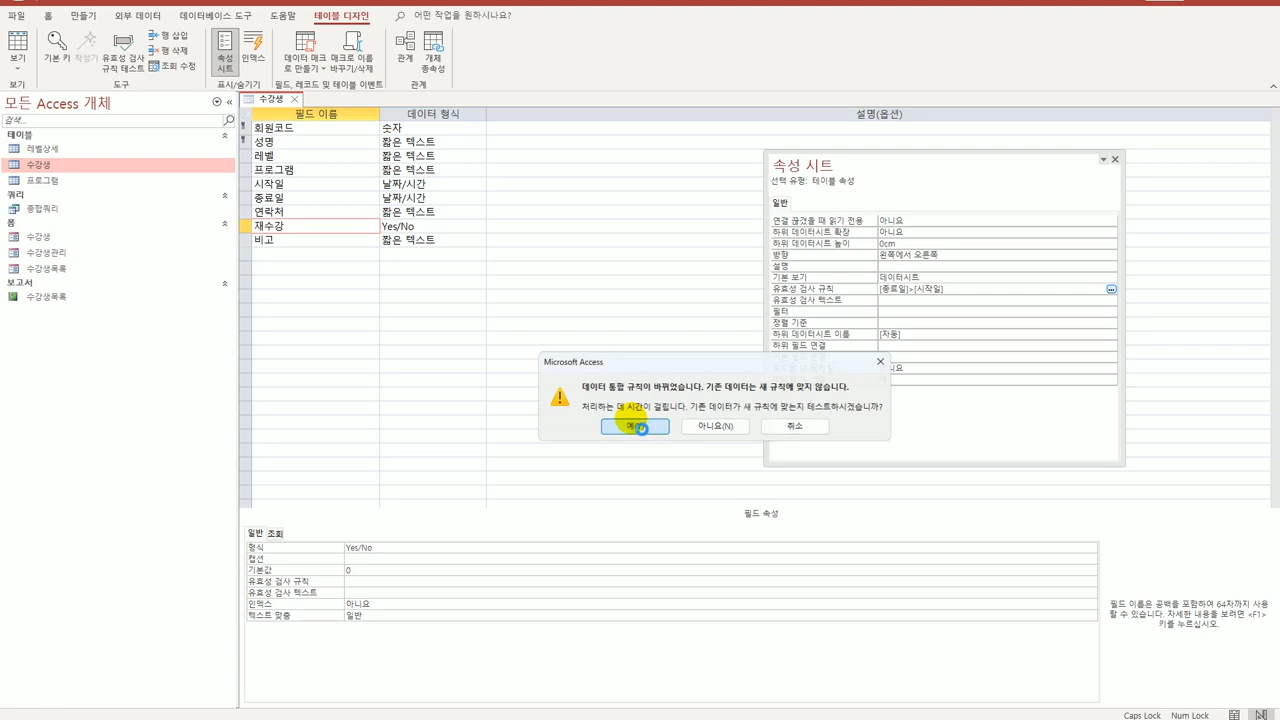 파일 홈 만들기 외부 데이터 데이터베이스 도구 도움말 테이블 디자인 어떤 작업을 원하시나요?
보기
기본 키
작성기
유효성 검사
규칙 테스트
행 삽입
행 삭제
조회 수정
속성
시트
인덱스
데이터 매크
로 만들기
매크로 이름
바꾸기/삭제
관계
개체
종속성
보기
도구
표시/숨기기
필드, 레코드 및 테이블 이벤트
관계
모든 Access 개체
검색...
테이블
레벨상세
수강생
프로그램
쿼리
종합쿼리
폼
수강생
수강생관리
수강생목록
보고서
수강생목록
수강생
필드 이름 데이터 형식 설명(옵션)
회원코드 숫자
성명 짧은 텍스트
레벨 짧은 텍스트
프로그램 짧은 텍스트
시작일 날짜/시간
종료일 날짜/시간
연락처 짧은 텍스트
재수강 Yes/No
비고 짧은 텍스트
속성 시트
선택 유형: 테이블 속성
일반
연결 끊겼을 때 읽기 전용 아니요
하위 데이터시트 확장 아니요
하위 데이터시트 높이 0cm
방향 왼쪽에서 오른쪽
설명
기본 보기 데이터시트
유효성 검사 규칙 [종료일]>[시작일]
유효성 검사 텍스트
필터
정렬 기준
하위 데이터시트 이름 [자동]
하위 필드 연결
Microsoft Access
데이터 통합 규칙이 바뀌었습니다. 기존 데이터는 새 규칙에 맞지 않습니다.
처리하는 데 시간이 걸립니다. 기존 데이터가 새 규칙에 맞는지 테스트하시겠습니까?
아니요(N) 취소
필드 속성
일반 조회
형식 Yes/No
캡션
기본값 0
유효성 검사 규칙
유효성 검사 텍스트
인덱스 아니요
텍스트 맞춤 일반
필드 이름은 공백을 포함하여 64자까지 사용
할 수 있습니다. 자세한 내용을 보려면 <F1>
키를 누르십시오.
Caps Lock Num Lock